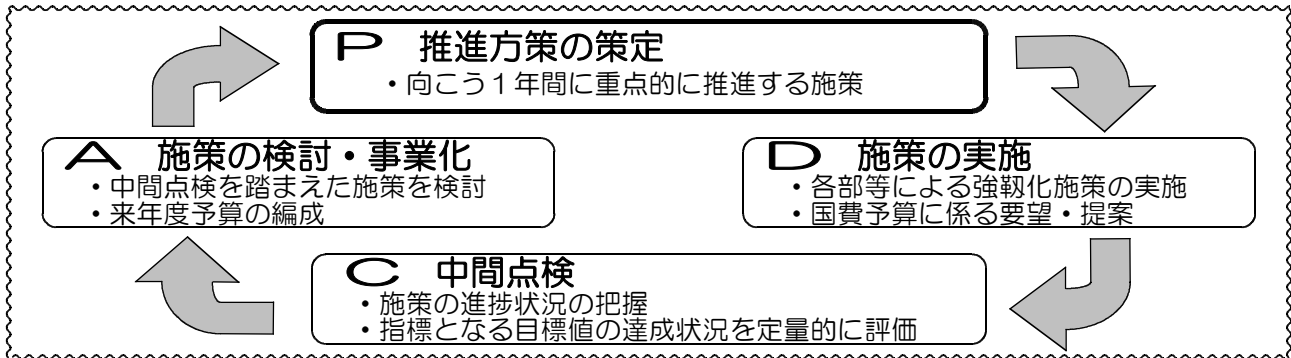 P 推進方策の策定
・向こう１年間に重点的に推進する施策
A 施策の検討・事業化
・中間点検を踏まえた施策を検討
・来年度予算の編成
D 施策の実施
・各部等による強靱化施策の実施
・国費予算に係る要望・提案
C 中間点検
・施策の進捗状況の把握
・指標となる目標値の達成状況を定量的に評価